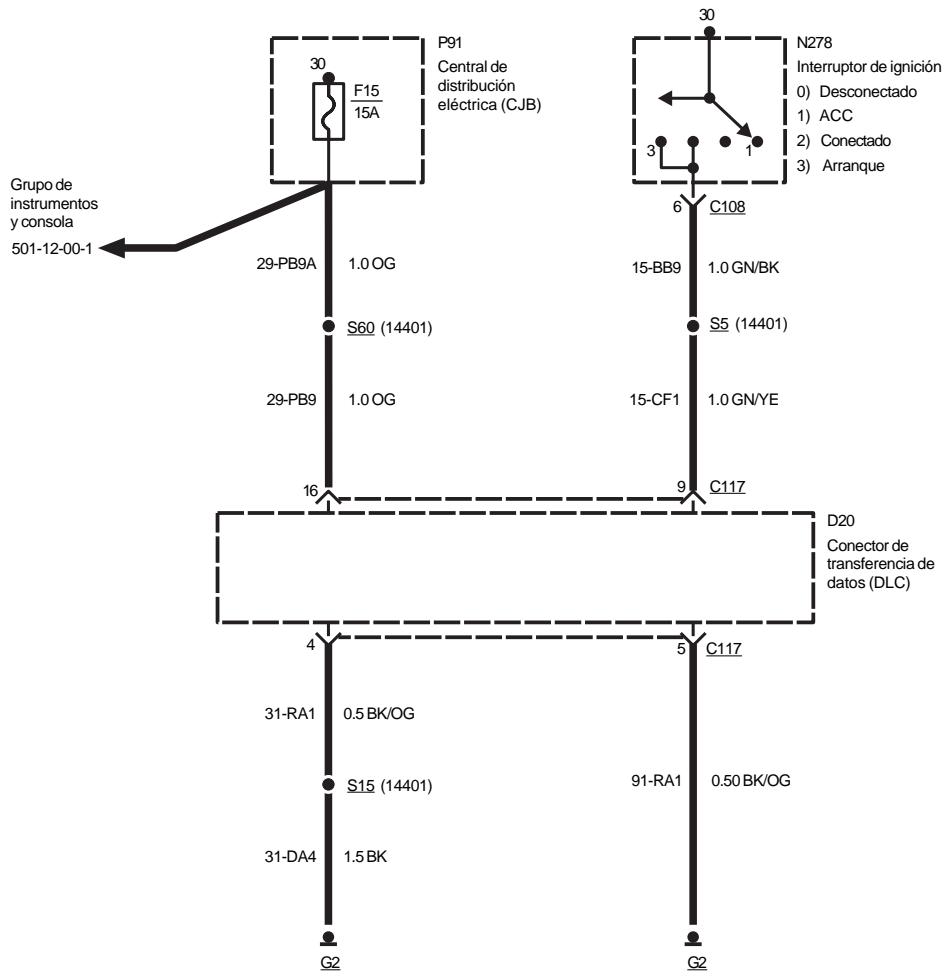 30
P91
Central de
distribución
eléctrica (CJB)
30
F15
15A
N278
Interruptor de ignición
0) Desconectado
1) ACC
2) Conectado
3) Arranque
3
1
6
C108
Grupo de
instrumentos
y consola
501-12-00-1
29-PB9A
1.0 OG
15-BB9
1.0 GN/BK
S60 (14401)
S5 (14401)
29-PB9
1.0 OG
15-CF1
1.0 GN/YE
16
9
C117
D20
Conector de
transferencia de
datos (DLC)
4
5
C117
31-RA1
0.5 BK/OG
S15 (14401)
91-RA1
0.50 BK/OG
31-DA4
1.5 BK
G2
G2